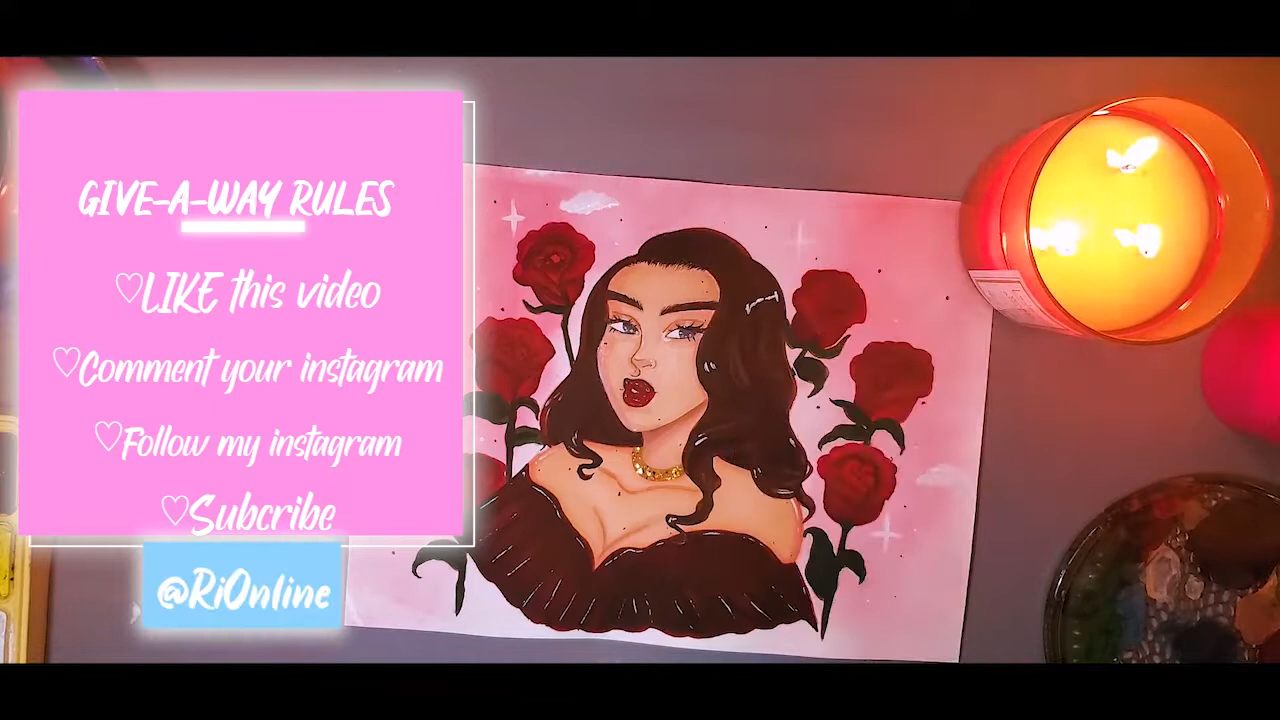 GIVE-A-WAY RULES
♡LIKE this video
♡Comment your instagram
♡Follow my instagram
♡Subcribe
@RiOnline